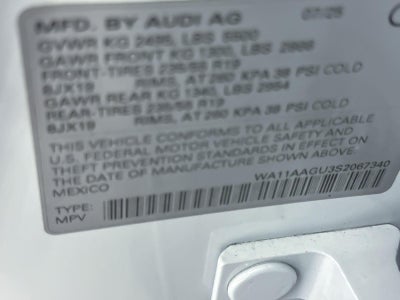 MFD. BY AUDI AG 07/25
GVWR KG 2495, LBS 5500
GAWR FRONT KG 1300, LBS 2866
FRONT-TIRES 235/55 R19
8JX19 RIMS, AT 260 KPA 38 PSI COLD
GAWR REAR KG 1340, LBS 2954
REAR-TIRES 235/55 R19
8JX19 RIMS, AT 260 KPA 38 PSI COLD
THIS VEHICLE CONFORMS TO ALL APPLICABLE
FEDERAL MOTOR VEHICLE SAFETY
THEFT PREVENTION STANDARDS IN EFFECT ON
THE DATE OF MANUFACTURE SHOWN ABOVE
MEXICO WA11AAGU3S2067340
TYPE:
MPV